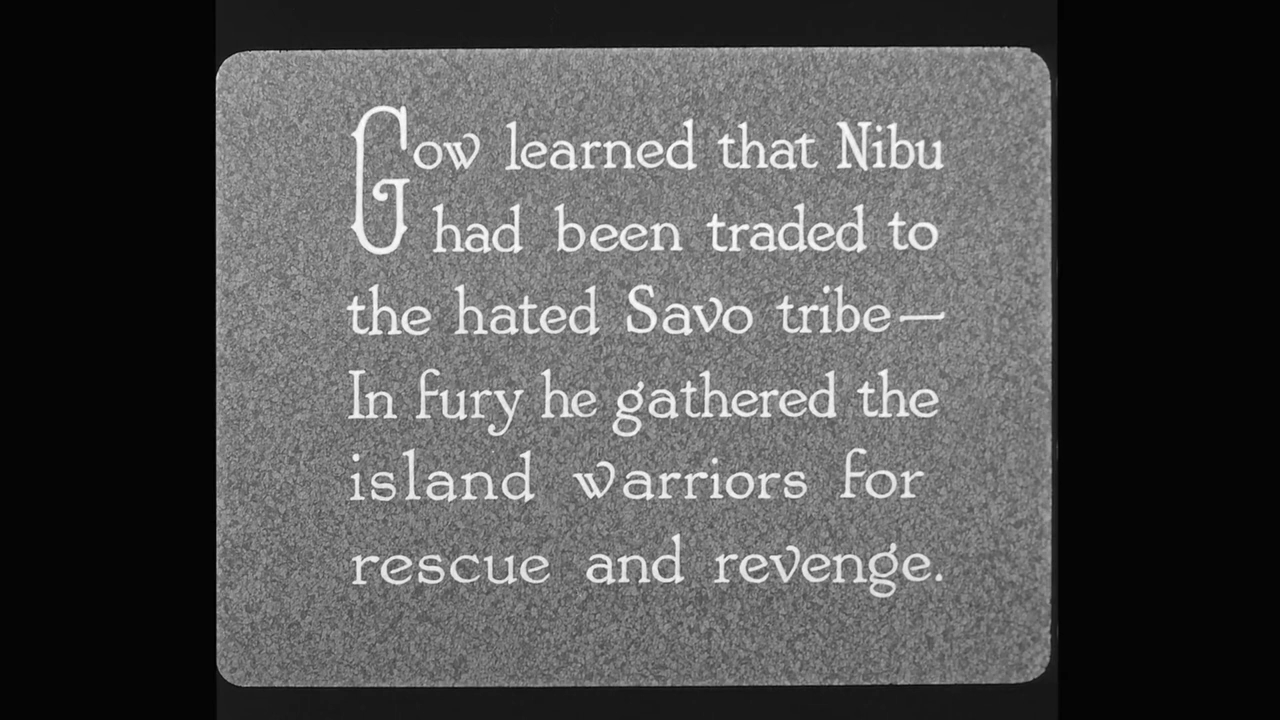 Gow learned that Nibu
had been traded to
the hated Savo tribe—
In fury he gathered the
island warriors for
rescue and revenge.